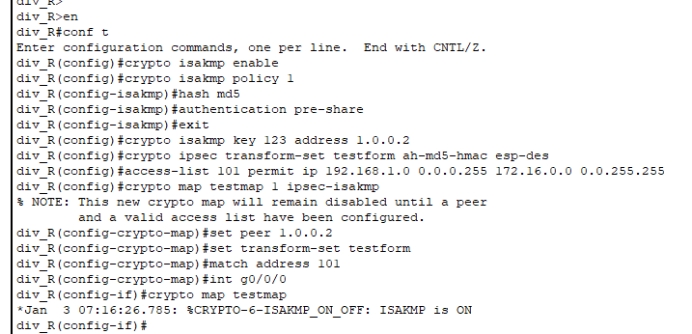 div_R>
div_R>en
div_R#conf t
Enter configuration commands, one per line.  End with CNTL/Z.
div_R(config)#crypto isakmp enable
div_R(config)#crypto isakmp policy 1
div_R(config-isakmp)#hash md5
div_R(config-isakmp)#authentication pre-share
div_R(config-isakmp)#exit
div_R(config)#crypto isakmp key 123 address 1.0.0.2
div_R(config)#crypto ipsec transform-set testform ah-md5-hmac esp-des
div_R(config)#access-list 101 permit ip 192.168.1.0 0.0.0.255 172.16.0.0 0.0.255.255
div_R(config)#crypto map testmap 1 ipsec-isakmp
% NOTE: This new crypto map will remain disabled until a peer
        and a valid access list have been configured.
div_R(config-crypto-map)#set peer 1.0.0.2
div_R(config-crypto-map)#set transform-set testform
div_R(config-crypto-map)#match address 101
div_R(config-crypto-map)#int g0/0/0
div_R(config-if)#crypto map testmap
*Jan  3 07:16:26.785: %CRYPTO-6-ISAKMP_ON_OFF: ISAKMP is ON
div_R(config-if)#